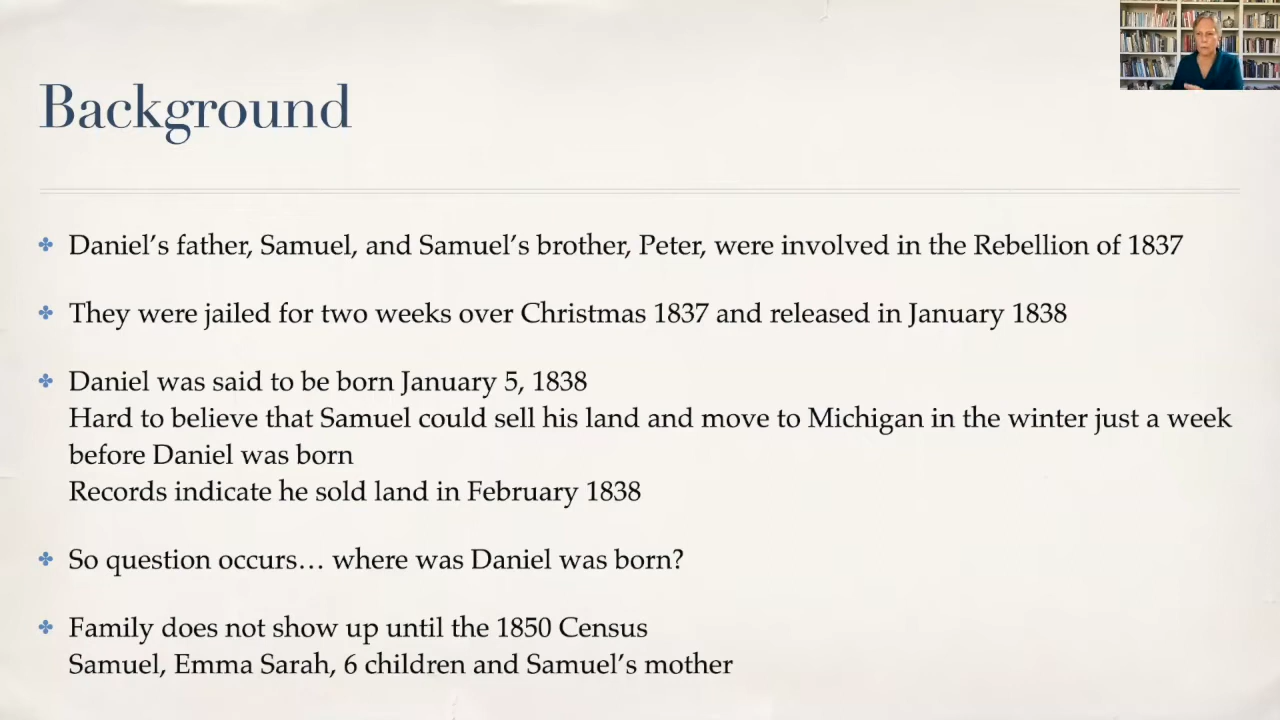 Background
Daniel’s father, Samuel, and Samuel’s brother, Peter, were involved in the Rebellion of 1837
They were jailed for two weeks over Christmas 1837 and released in January 1838
Daniel was said to be born January 5, 1838
Hard to believe that Samuel could sell his land and move to Michigan in the winter just a week
before Daniel was born
Records indicate he sold land in February 1838
So question occurs… where was Daniel was born?
Family does not show up until the 1850 Census
Samuel, Emma Sarah, 6 children and Samuel’s mother